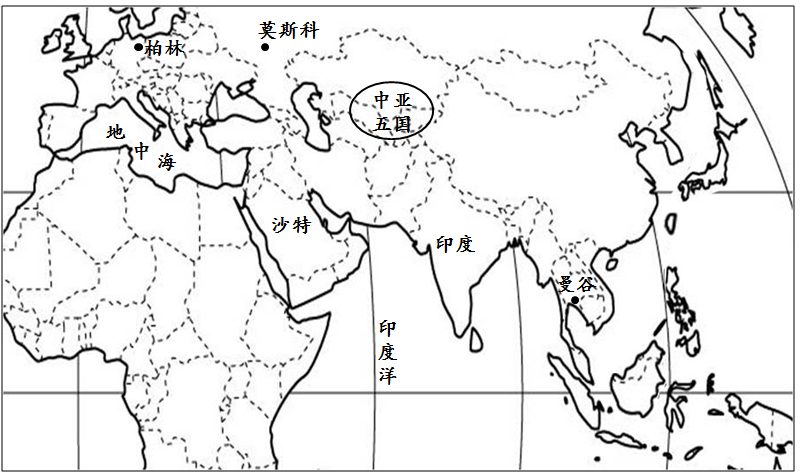 莫斯科
柏林
中亚
五国
地
中
海
沙特
印度
曼谷
印
度
洋